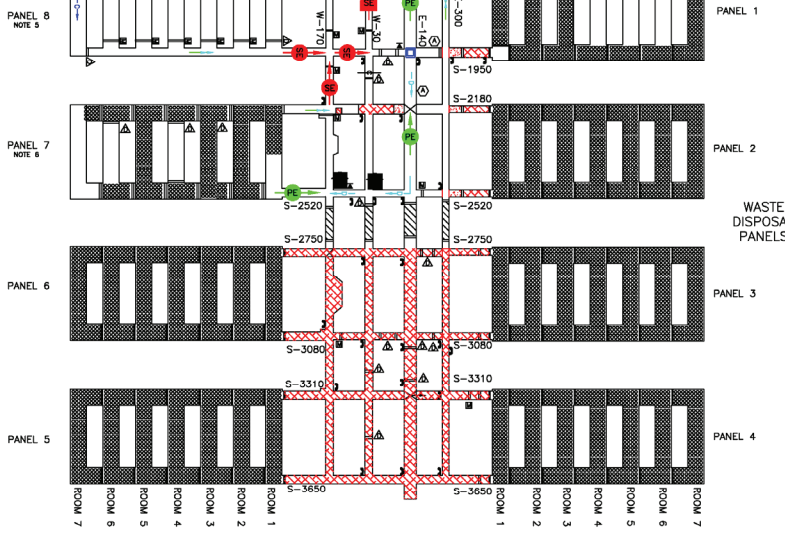 PANEL 8
NOTE 5
W-170
W-30
E-140
-300
PANEL 1
SE
PE
SE
SE
A
S-1950
SE
A
S-2180
PANEL 7
NOTE 6
PE
PANEL 2
PE
S-2520
S-2520
WASTE
DISPOSA
PANELS
S-2750
S-2750
PANEL 6
PANEL 3
S-3080
S-3080
S-3310
S-3310
PANEL 5
PANEL 4
S-3650
S-3650
ROOM 7
ROOM 6
ROOM 5
ROOM 4
ROOM 3
ROOM 2
ROOM 1
ROOM 1
ROOM 2
ROOM 3
ROOM 4
ROOM 5
ROOM 6
ROOM 7